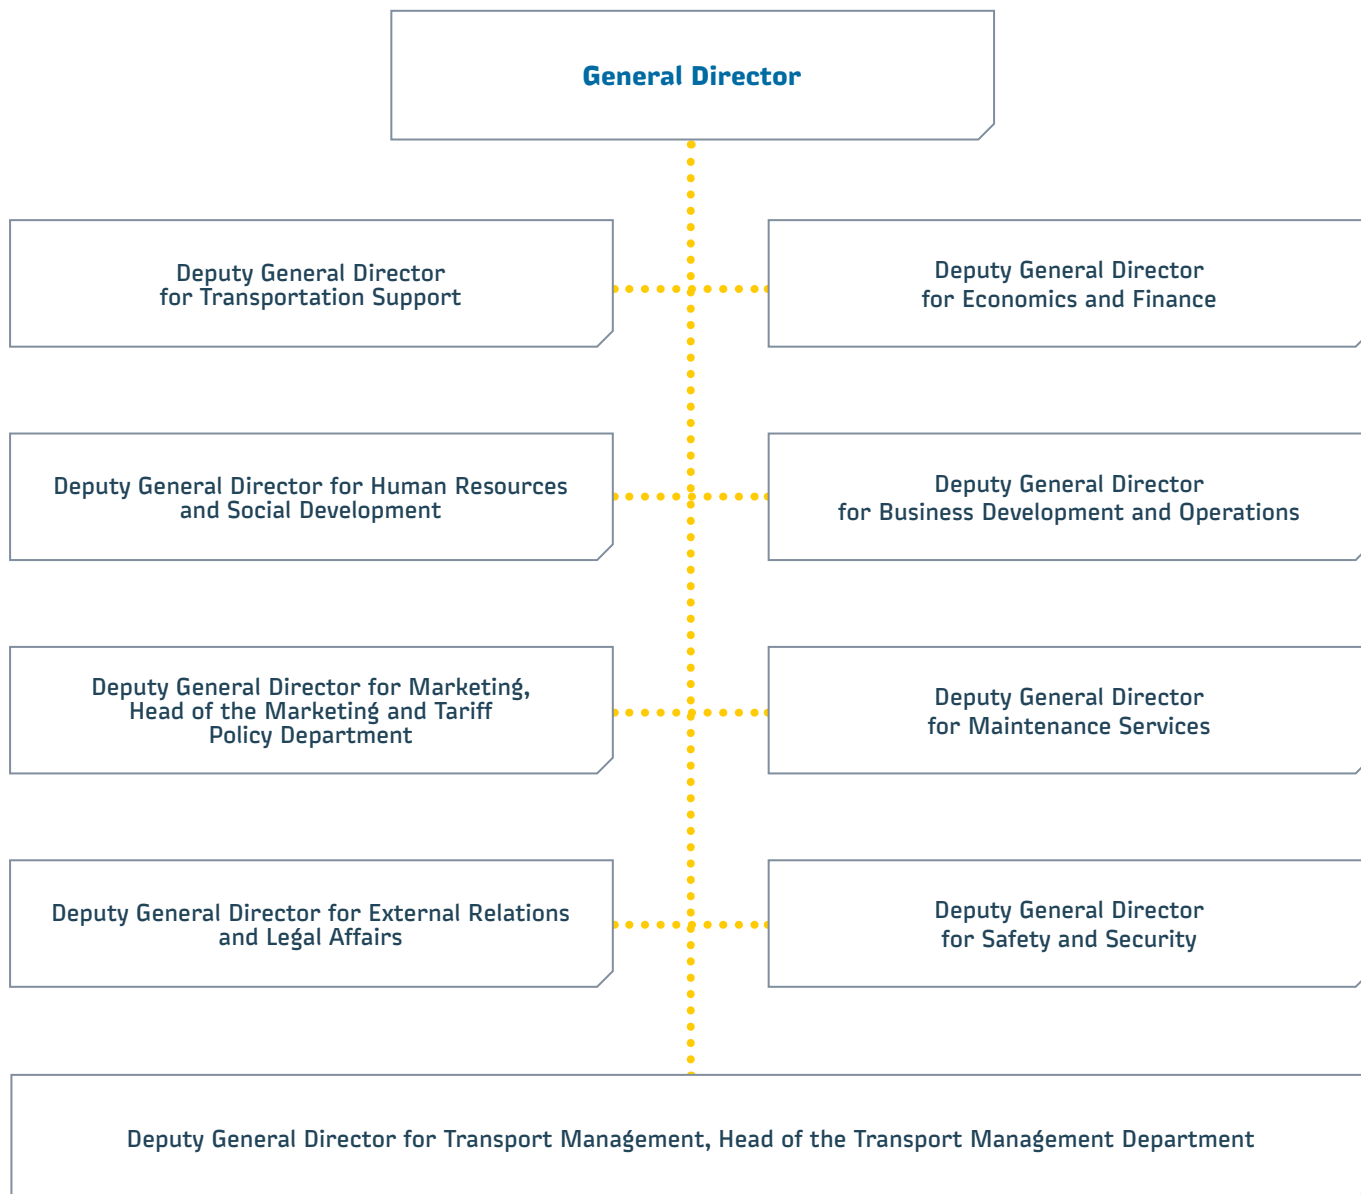 General Director
Deputy General Director
for Transportation Support
Deputy General Director
for Economics and Finance
Deputy General Director for Human Resources
and Social Development
Deputy General Director
for Business Development and Operations
Deputy General Director for Marketing,
Head of the Marketing and Tariff
Policy Department
Deputy General Director
for Maintenance Services
Deputy General Director for External Relations
and Legal Affairs
Deputy General Director
for Safety and Security
Deputy General Director for Transport Management, Head of the Transport Management Department